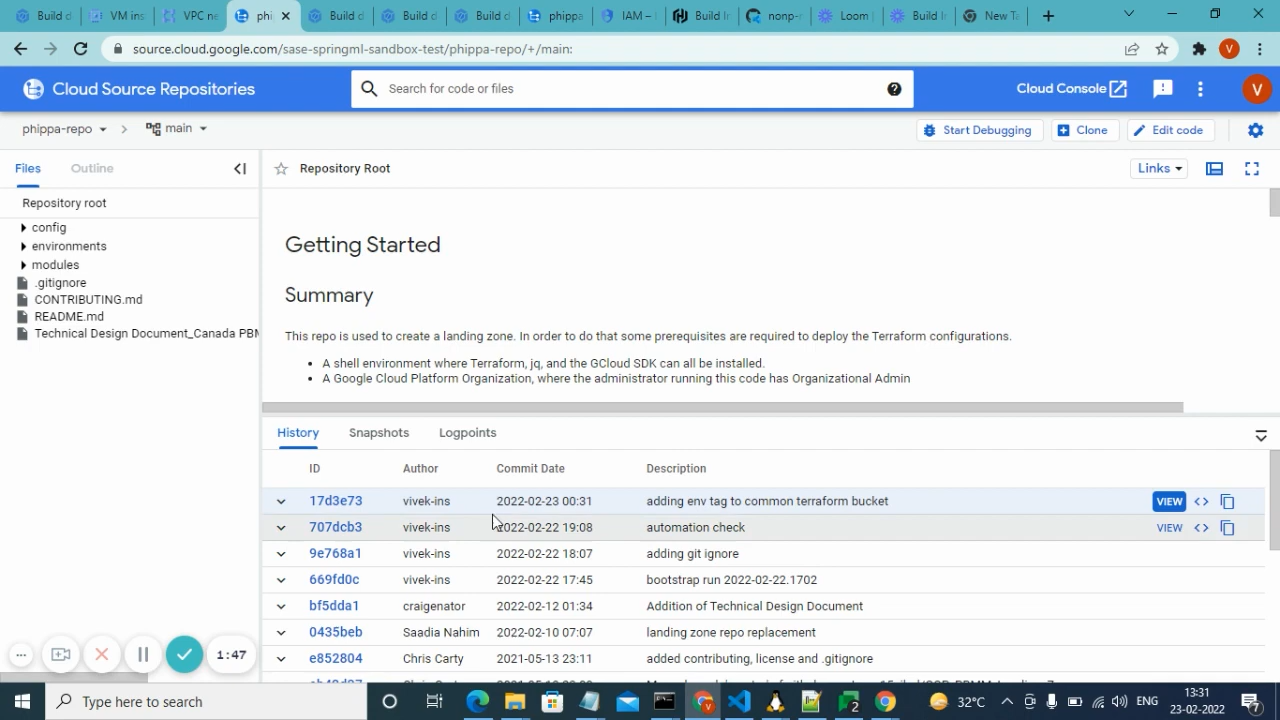 Build d
VM ins
VPC ne
phi
Build d
Build d
Build d
phippa
IAM –
Build In
nonp-r
Loom |
Build In
New Ta
source.cloud.google.com/sase-springml-sandbox-test/phippa-repo/+/main:
V
Cloud Source Repositories
Search for code or files
Cloud Console
V
phippa-repo
main
Start Debugging
Clone
Edit code
Files
Outline
Repository Root
Links
Repository root
config
environments
modules
.gitignore
CONTRIBUTING.md
README.md
Technical Design Document_Canada PBM
Getting Started
Summary
This repo is used to create a landing zone. In order to do that some prerequisites are required to deploy the Terraform configurations.
• A shell environment where Terraform, jq, and the GCloud SDK can all be installed.
• A Google Cloud Platform Organization, where the administrator running this code has Organizational Admin
History Snapshots Logpoints
ID Author Commit Date Description
17d3e73 vivek-ins 2022-02-23 00:31 adding env tag to common terraform bucket VIEW <>
707dcb3 vivek-ins 2022-02-22 19:08 automation check VIEW <>
9e768a1 vivek-ins 2022-02-22 18:07 adding git ignore
669fd0c vivek-ins 2022-02-22 17:45 bootstrap run 2022-02-22.1702
bf5dda1 craigenator 2022-02-12 01:34 Addition of Technical Design Document
0435beb Saadia Nahim 2022-02-10 07:07 landing zone repo replacement
e852804 Chris Carty 2021-05-13 23:11 added contributing, license and .gitignore
1:47
Type here to search
32°C
ENG
13:31
23-02-2022
7